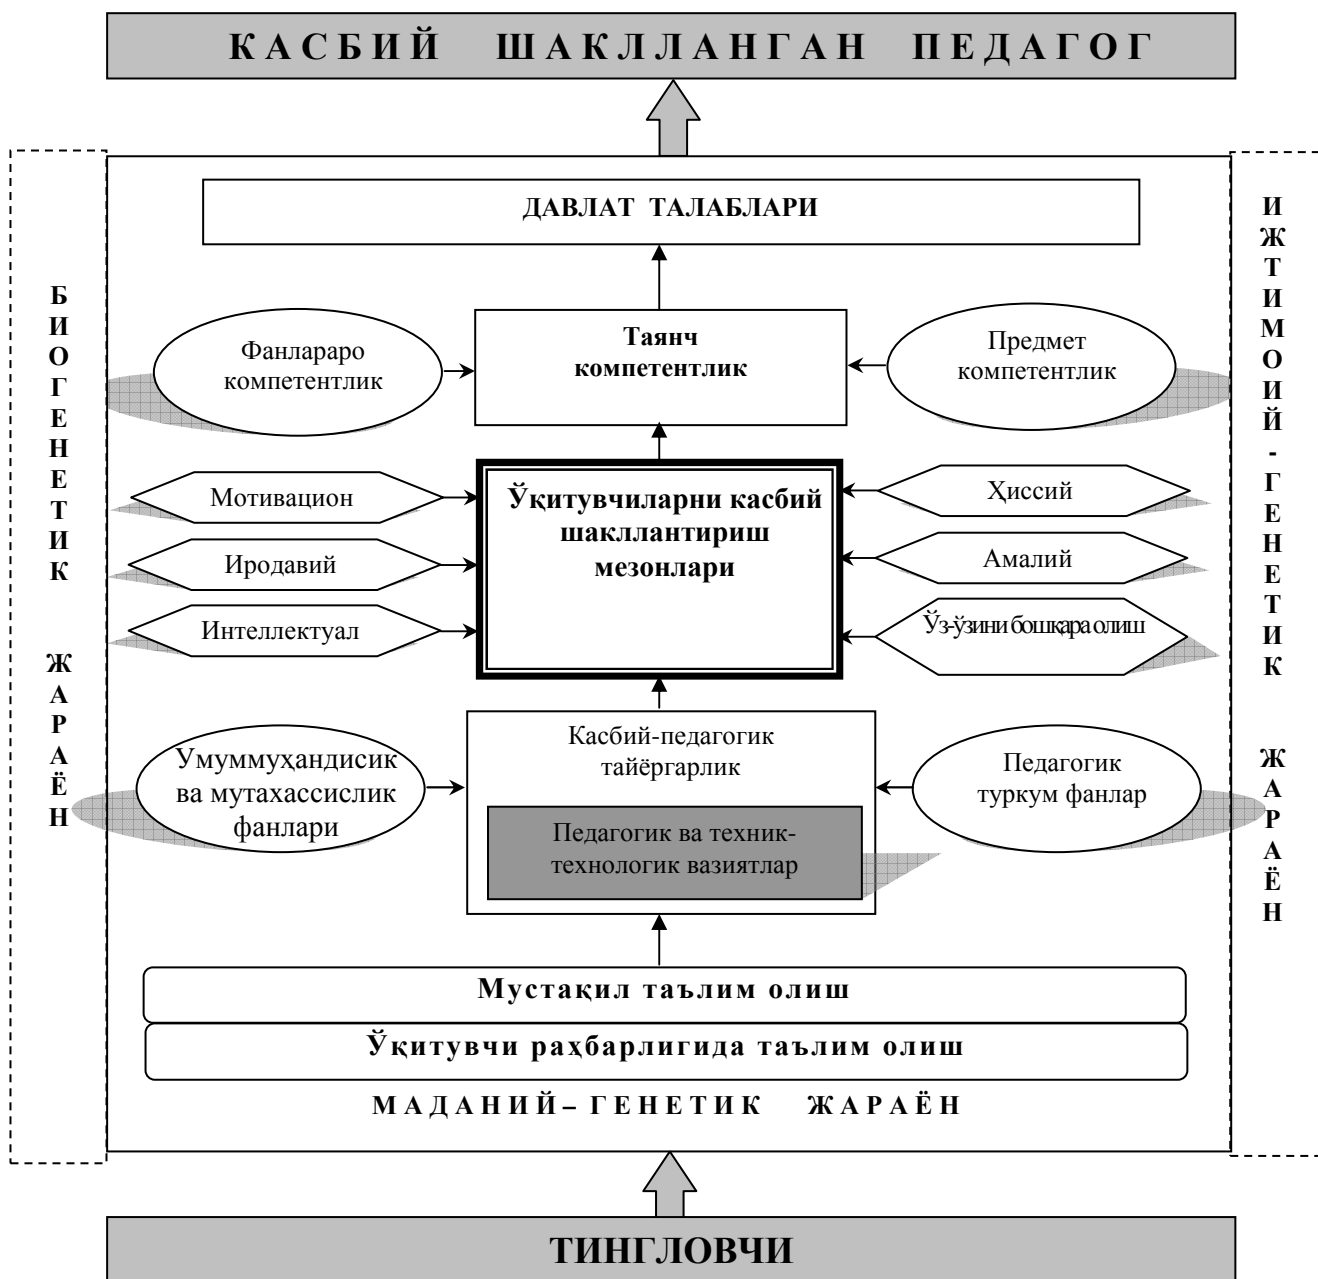 КАСБИЙ ШАКЛЛЛАНГАН ПЕДАГОГ
ДАВЛАТ ТАЛАБЛАРИ
БИОГЕНЕТИК ЖАРАЁН
ИЖТИМОИЙ-ГЕНЕТИК ЖАРАЁН
Фанлараро
компетентлик
Таянч
компетентлик
Предмет
компетентлик
Мотивацион
Иродавий
Интеллектуал
Ўқитувчиларни касбий
шакллантириш
мезонлари
Ҳиссий
Амалий
Ўз-ўзини бошқара олиш
Умуммуҳандисик
ва мутахассислик
фанлари
Касбий-педагогик
тайёргарлик
Педагогик ва техник-
технологик вазиятлар
Педагогик
туркум фанлар
Мустақил таълим олиш
Ўқитувчи раҳбарлигида таълим олиш
МАДАНИЙ– ГЕНЕТИК ЖАРАЁН
ТИНГЛОВЧИ